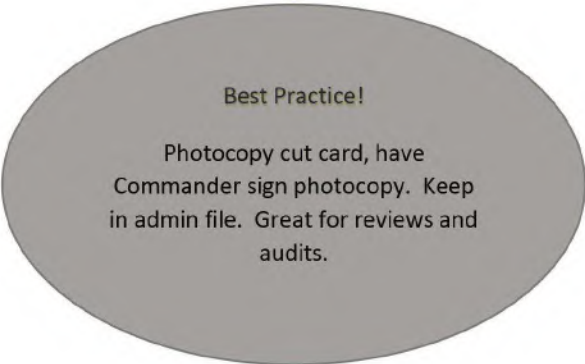 Best Practice!
Photocopy cut card, have
Commander sign photocopy.  Keep
in admin file.  Great for reviews and
audits.